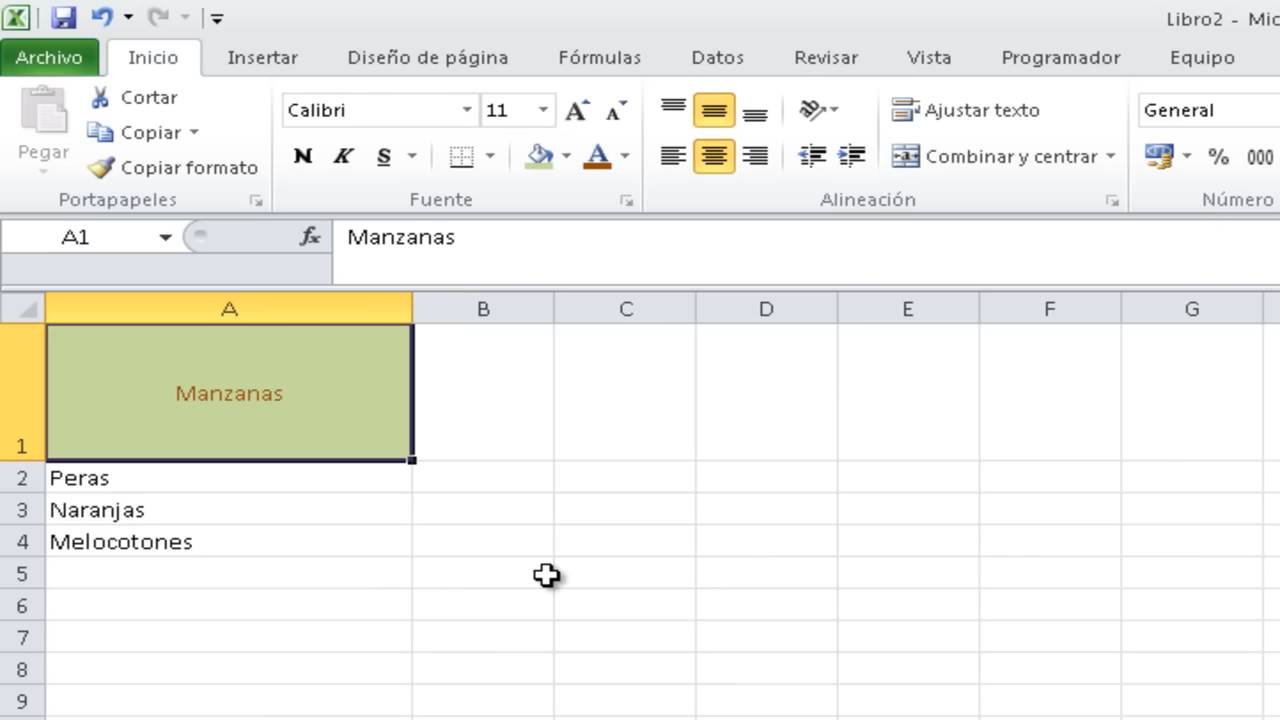 Libro2 - Mic
Archivo Inicio Insertar Diseño de página Fórmulas Datos Revisar Vista Programador Equipo
Pegar
Cortar
Copiar
Copiar formato
Portapapeles
Calibri 11
N K S
Fuente
Ajustar texto
Combinar y centrar
Alineación
General
% 000
Número
A1 fx Manzanas
A B C D E F G
1 Manzanas
2 Peras
3 Naranjas
4 Melocotones
5
6
7
8
9